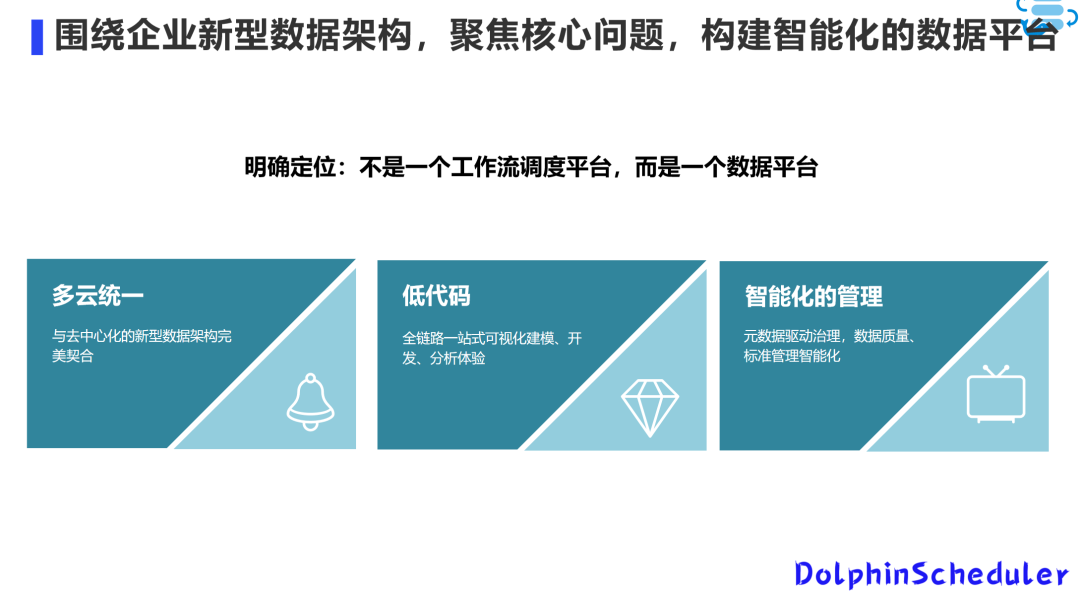 围绕企业新型数据架构，聚焦核心问题，构建智能化的数据平台
明确定位：不是一个工作流调度平台，而是一个数据平台
多云统一
与去中心化的新型数据架构完
美契合
低代码
全链路一站式可视化建模、开
发、分析体验
智能化的管理
元数据驱动治理，数据质量、
标准管理智能化
DolphinScheduler